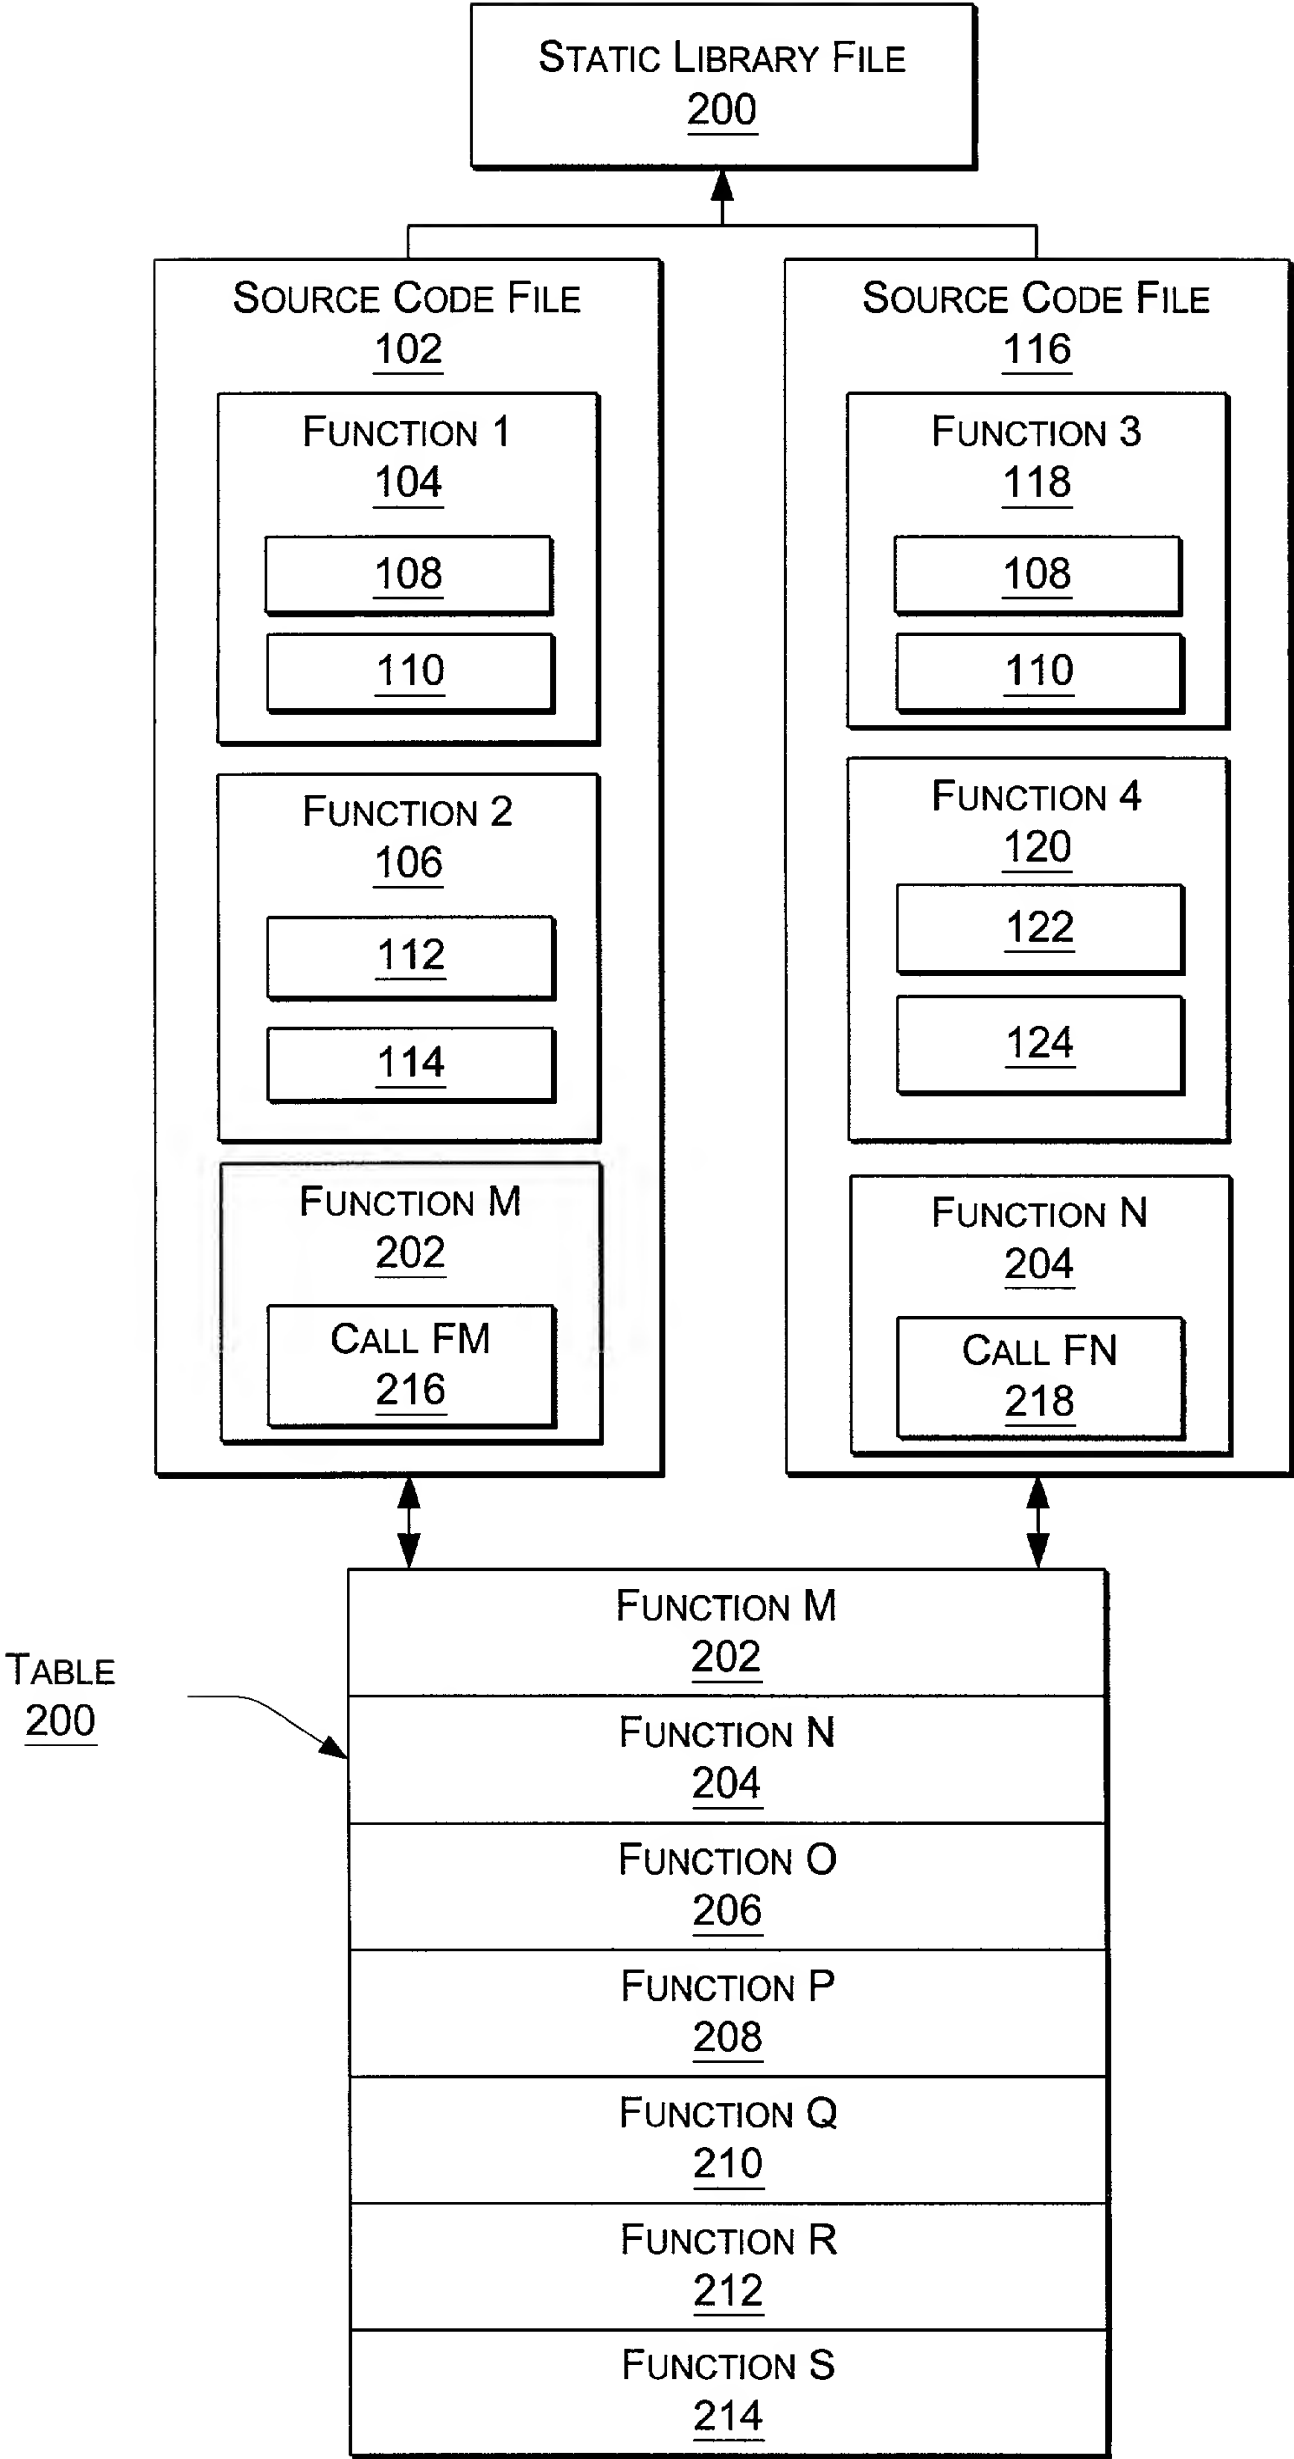 STATIC LIBRARY FILE
200
SOURCE CODE FILE
102
FUNCTION 1
104
108
110
FUNCTION 2
106
112
114
FUNCTION M
202
CALL FM
216
SOURCE CODE FILE
116
FUNCTION 3
118
108
110
FUNCTION 4
120
122
124
FUNCTION N
204
CALL FN
218
TABLE
200
FUNCTION M
202
FUNCTION N
204
FUNCTION O
206
FUNCTION P
208
FUNCTION Q
210
FUNCTION R
212
FUNCTION S
214